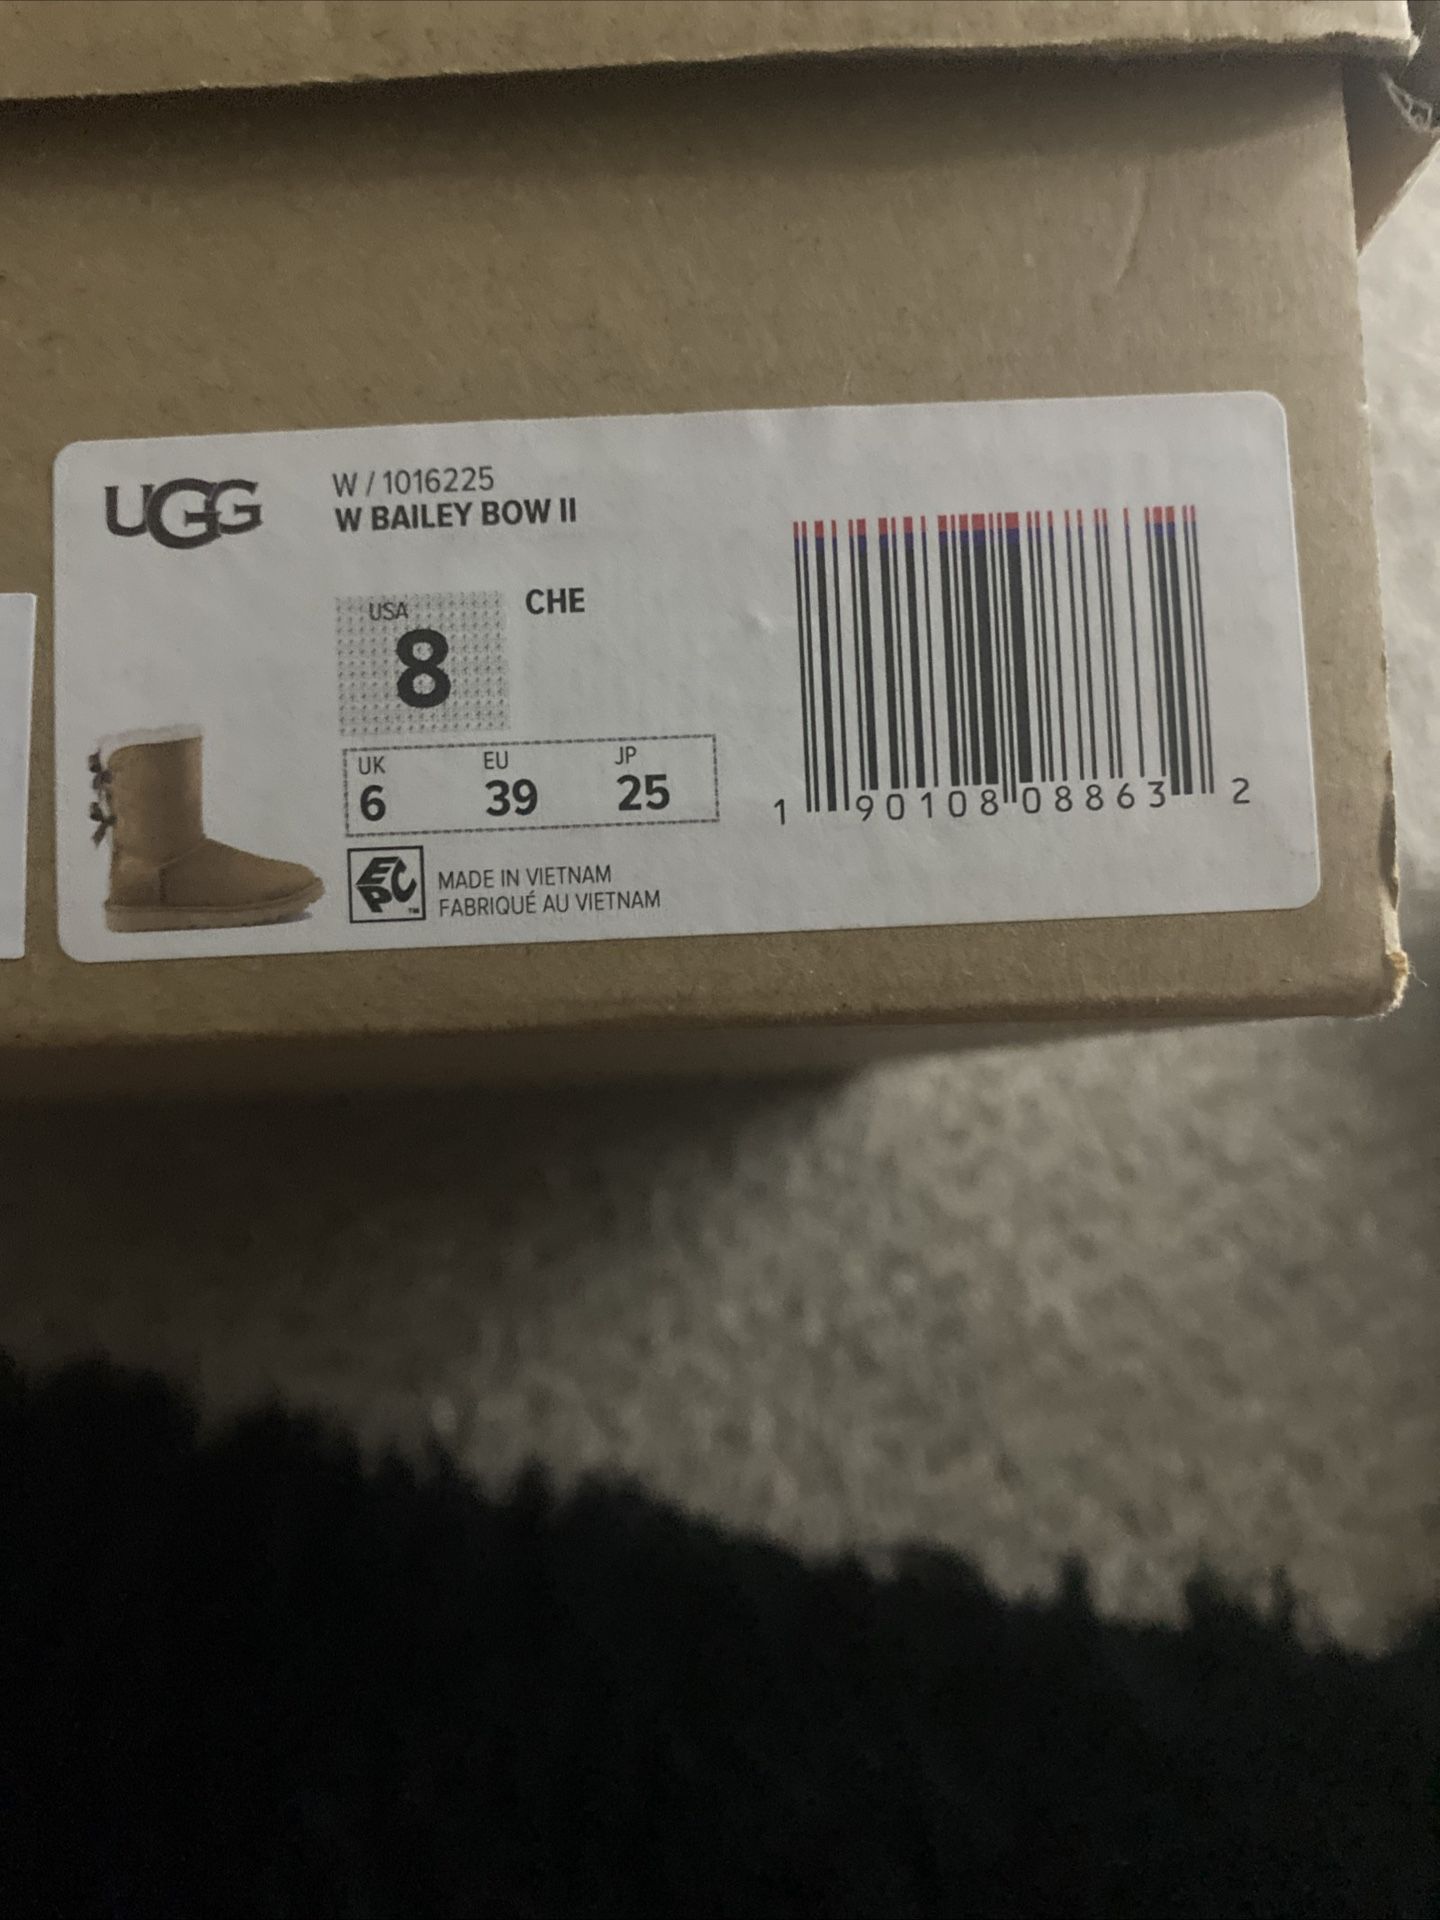 UGG
W / 1016225
W BAILEY BOW II
USA
8
CHE
UK EU JP
6 39 25
EPC™
MADE IN VIETNAM
FABRIQUÉ AU VIETNAM
1 90108 08863 2